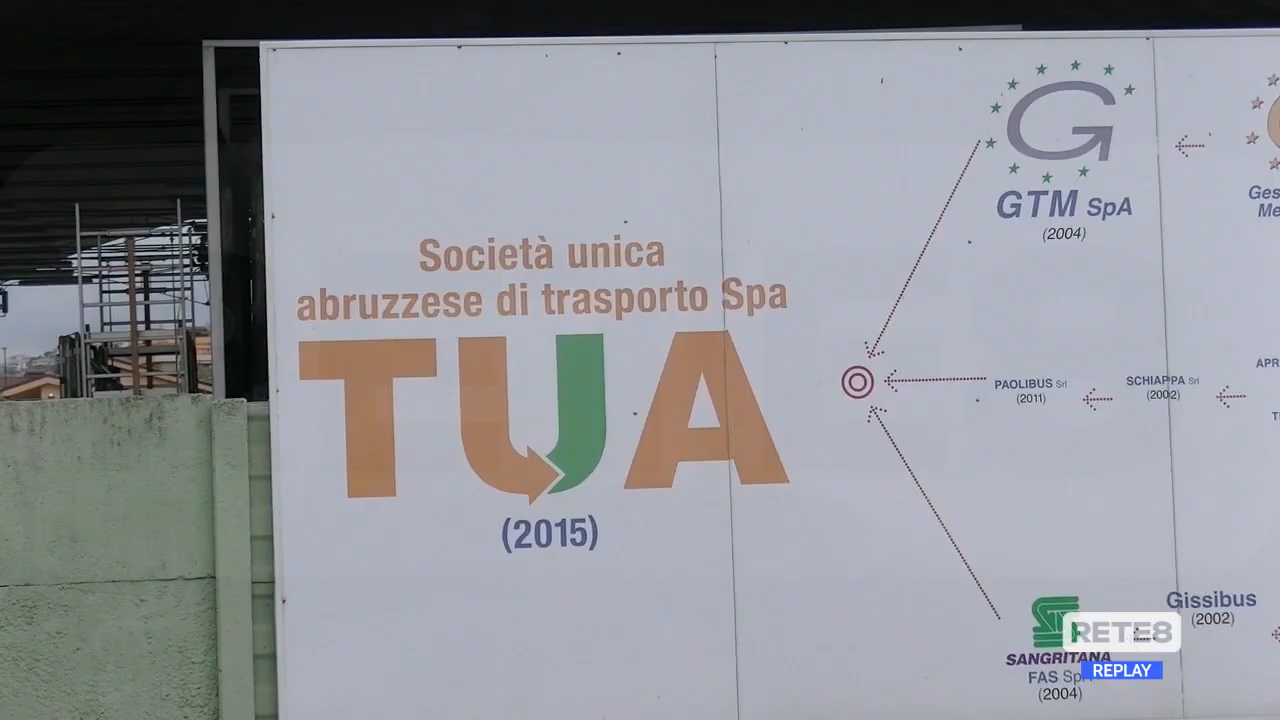 Società unica
abruzzese di trasporto Spa
TUA
(2015)
G
GTM SpA
(2004)
PAOLIBUS Srl
(2011)
SCHIAPPA Srl
(2002)
Gissibus
(2002)
SANGRITANA
FAS SpA
(2004)
RETE8
REPLAY